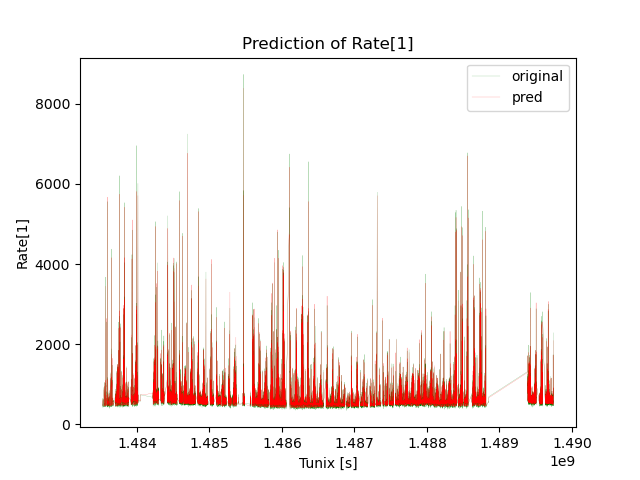 Prediction of Rate[1]
original
pred
8000
6000
4000
2000
0
Rate[1]
1.484 1.485 1.486 1.487 1.488 1.489 1.490
1e9
Tunix [s]